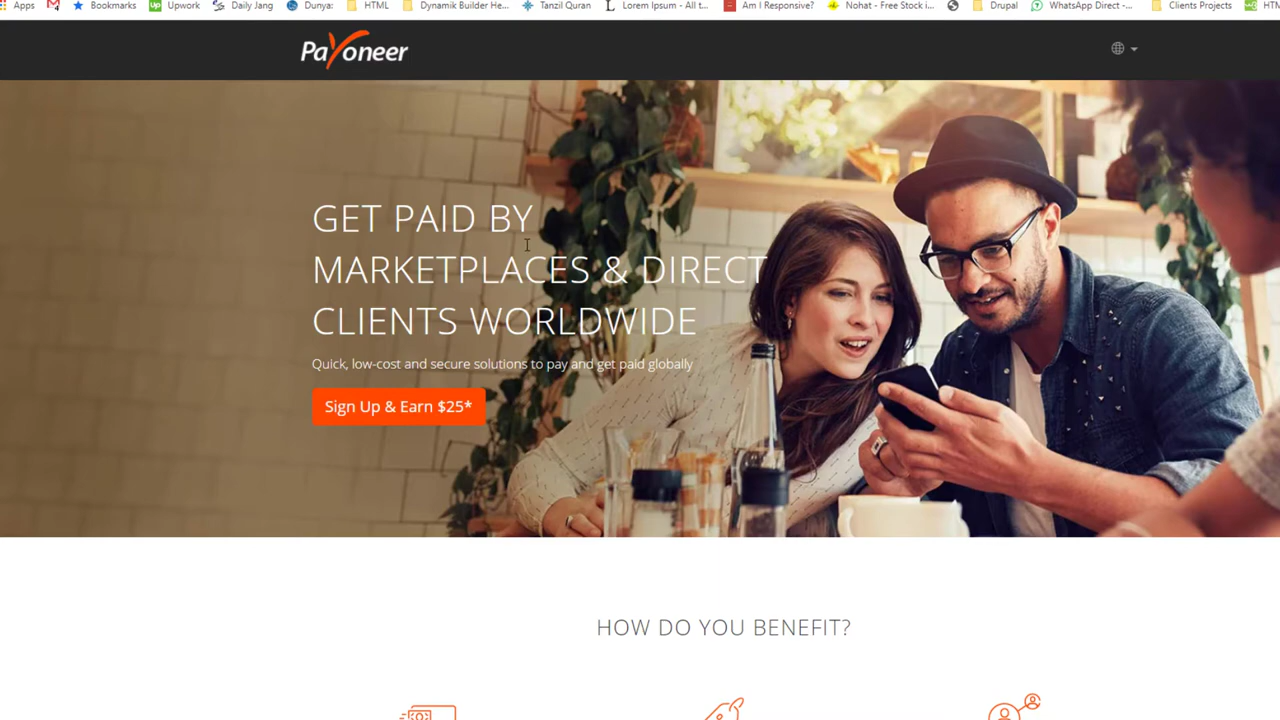 Apps
Bookmarks
Up Upwork
Daily Jang
Dunya:
HTML
Dynamik Builder He...
Tanzil Quran
L Lorem Ipsum - All t...
Am I Responsive?
Nohat - Free Stock i...
Drupal
WhatsApp Direct -...
Clients Projects
Payoneer
GET PAID BY
MARKETPLACES & DIRECT
CLIENTS WORLDWIDE
Quick, low-cost and secure solutions to pay and get paid globally
Sign Up & Earn $25*
HOW DO YOU BENEFIT?